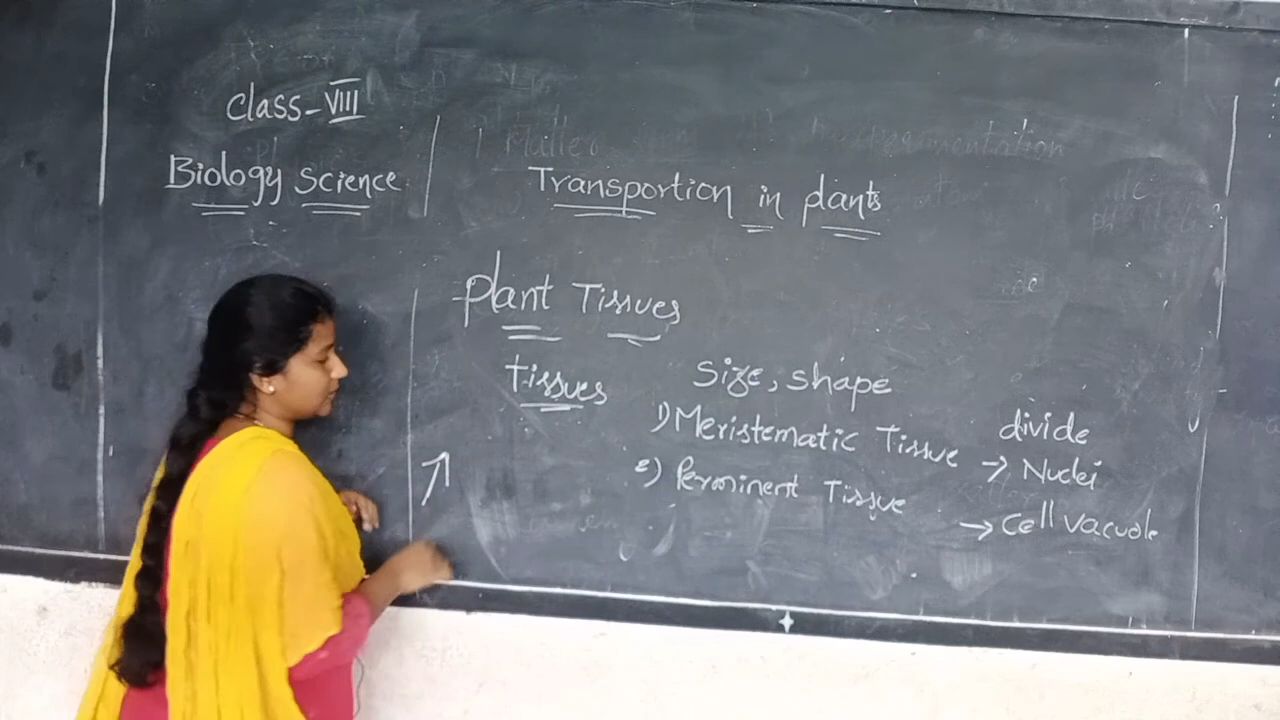 Class-VIII
Biology Science
Transportion in plants
Plant Tissues
Tissues
Size, shape
1) Meristematic Tissue
2) Perminent Tissue
divide
→ Nuclei
→ Cell vacuole